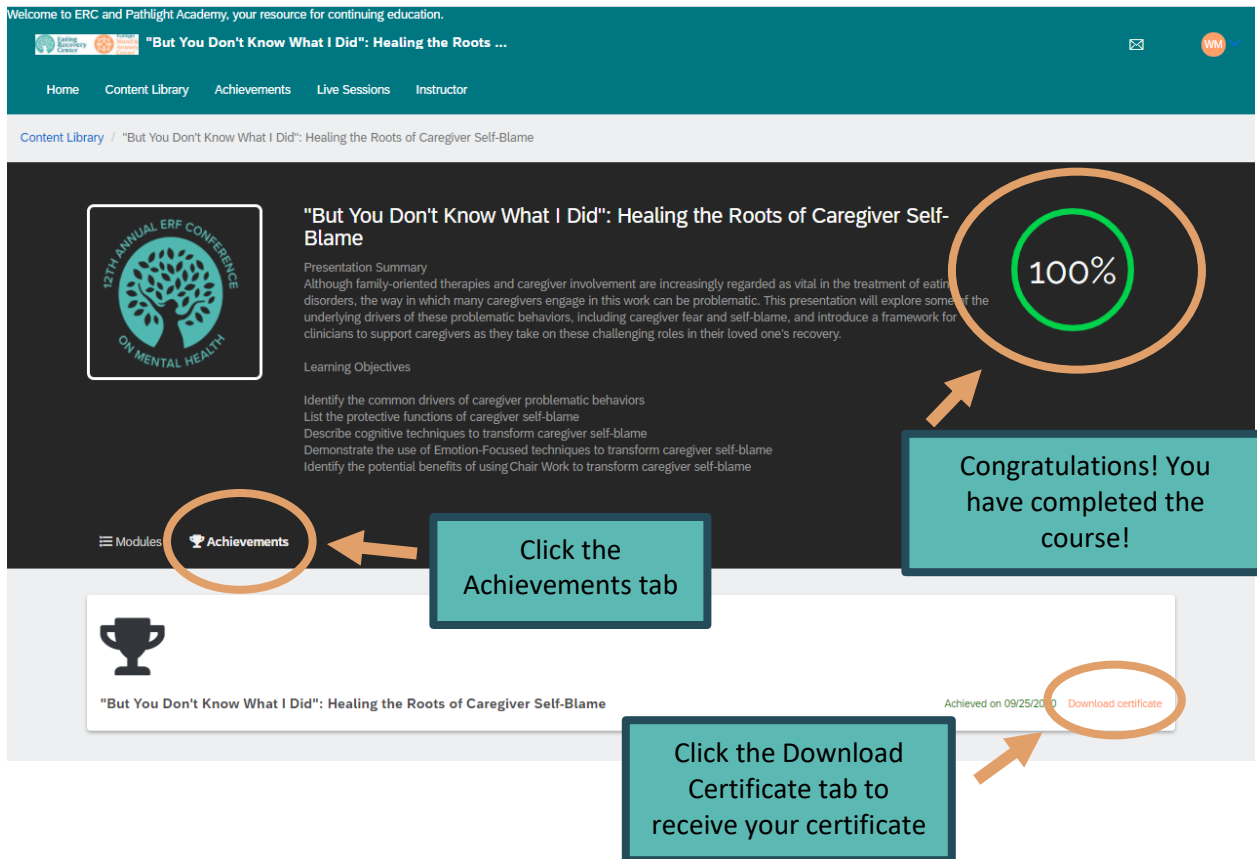 Welcome to ERC and Pathlight Academy, your resource for continuing education.
Eating
Recovery
Center
"But You Don't Know What I Did": Healing the Roots ...
WM
Home Content Library Achievements Live Sessions Instructor
Content Library / "But You Don't Know What I Did": Healing the Roots of Caregiver Self-Blame
12TH ANNUAL ERF CONFERENCE
ON MENTAL HEALTH
"But You Don't Know What I Did": Healing the Roots of Caregiver Self-
Blame
Presentation Summary
Although family-oriented therapies and caregiver involvement are increasingly regarded as vital in the treatment of eating
disorders, the way in which many caregivers engage in this work can be problematic. This presentation will explore some of the
underlying drivers of these problematic behaviors, including caregiver fear and self-blame, and introduce a framework for
clinicians to support caregivers as they take on these challenging roles in their loved one's recovery.
Learning Objectives
Identify the common drivers of caregiver problematic behaviors
List the protective functions of caregiver self-blame
Describe cognitive techniques to transform caregiver self-blame
Demonstrate the use of Emotion-Focused techniques to transform caregiver self-blame
Identify the potential benefits of using Chair Work to transform caregiver self-blame
100%
Congratulations! You
have completed the
course!
Modules Achievements
Click the
Achievements tab
"But You Don't Know What I Did": Healing the Roots of Caregiver Self-Blame
Achieved on 09/25/2020 Download certificate
Click the Download
Certificate tab to
receive your certificate